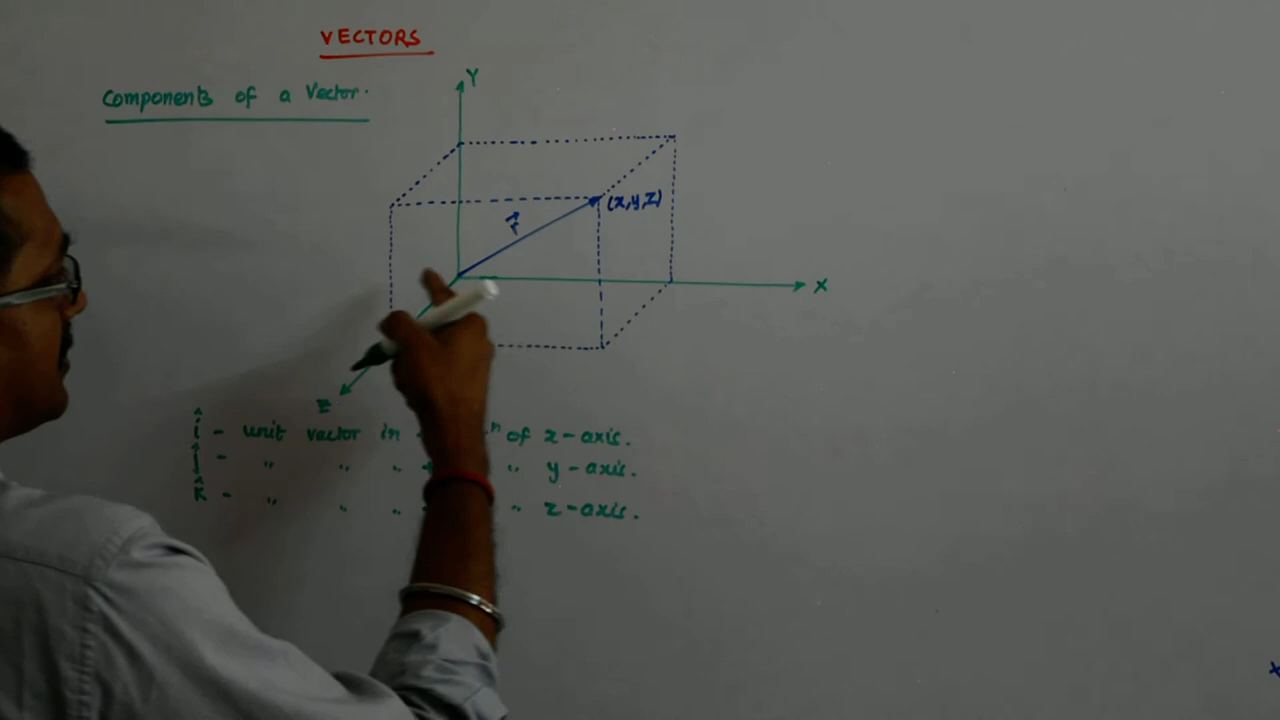 VECTORS
Components of a Vector.
Y
(x,y,z)
r⃗
X
Z
î - unit vector in n of x-axis.
ĵ - " " " " y-axis.
k̂ - " " " " z-axis.